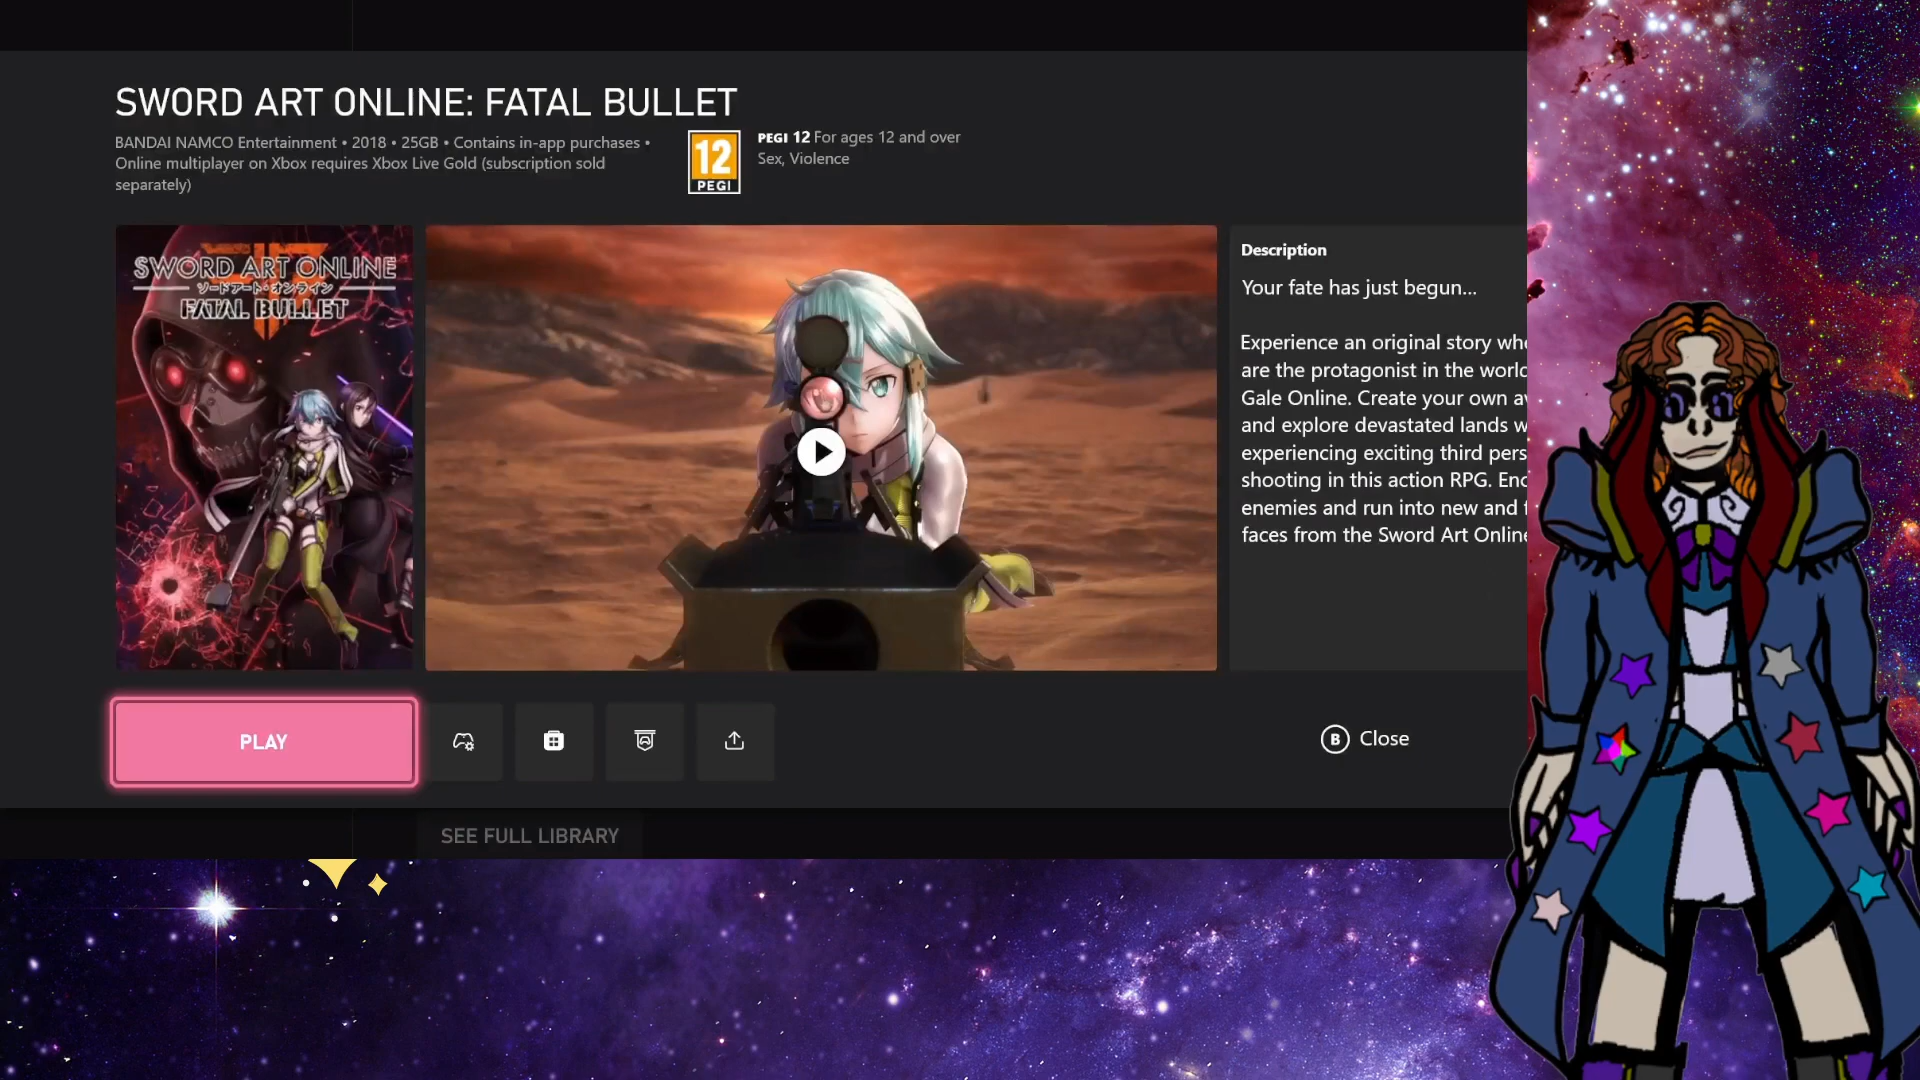 SWORD ART ONLINE: FATAL BULLET
BANDAI NAMCO Entertainment • 2018 • 25GB • Contains in-app purchases •
Online multiplayer on Xbox requires Xbox Live Gold (subscription sold
separately)
12
PEGI
PEGI 12 For ages 12 and over
Sex, Violence
SWORD ART ONLINE
ソードアート・オンライン
FATAL BULLET
Description
Your fate has just begun...
Experience an original story
are the protagonist in the world
Gale Online. Create your own
and explore devastated lands
experiencing exciting third
shooting in this action RPG.
enemies and run into new and
faces from the Sword Art Online
PLAY
B Close
SEE FULL LIBRARY